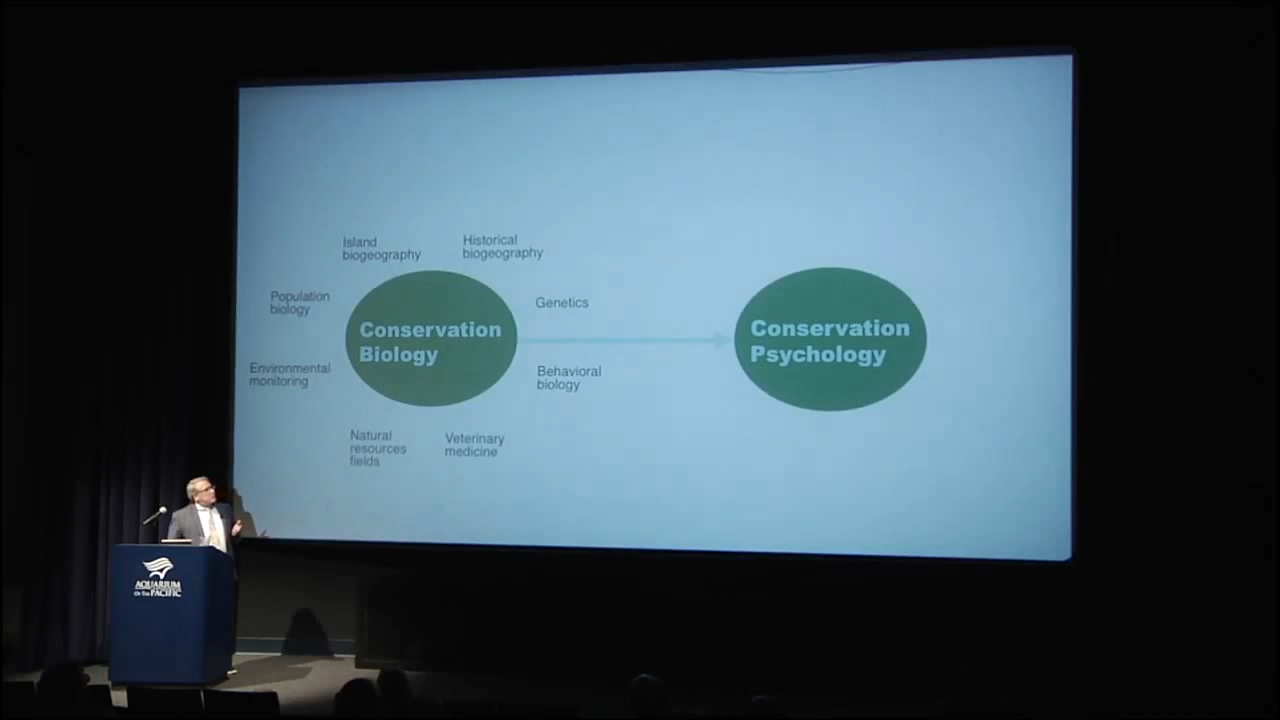 Island
biogeography
Historical
biogeography
Population
biology
Genetics
Conservation
Biology
Conservation
Psychology
Environmental
monitoring
Behavioral
biology
Natural
resources
fields
Veterinary
medicine
AQUARIUM
OF THE PACIFIC